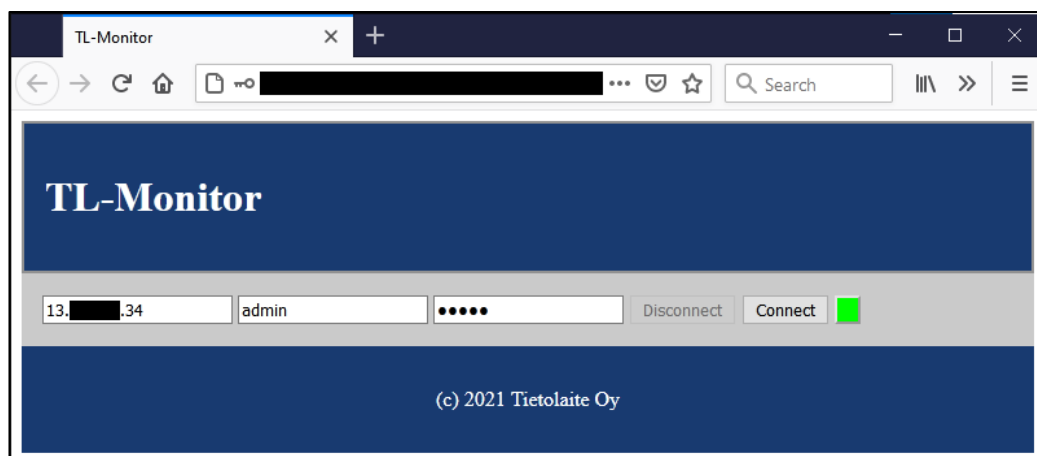 TL-Monitor
Search
TL-Monitor
13. .34 admin ••••• Disconnect Connect
(c) 2021 Tietolaite Oy